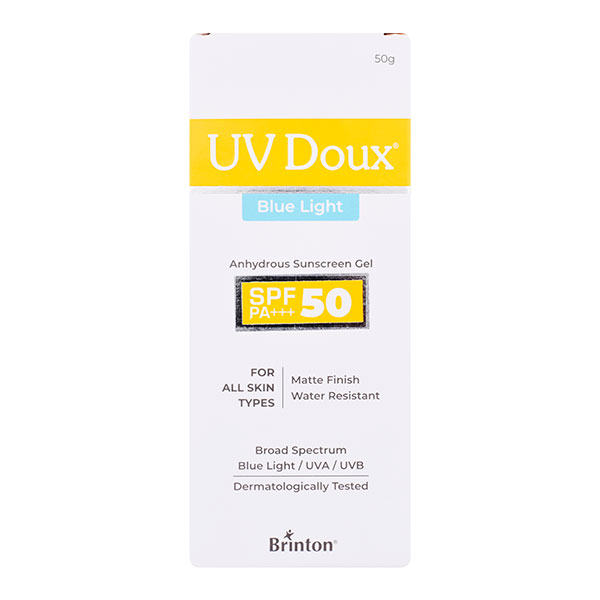 50g
UV Doux®
Blue Light
Anhydrous Sunscreen Gel
SPF 50
PA+++
FOR
ALL SKIN
TYPES
Matte Finish
Water Resistant
Broad Spectrum
Blue Light / UVA / UVB
Dermatologically Tested
Brinton®